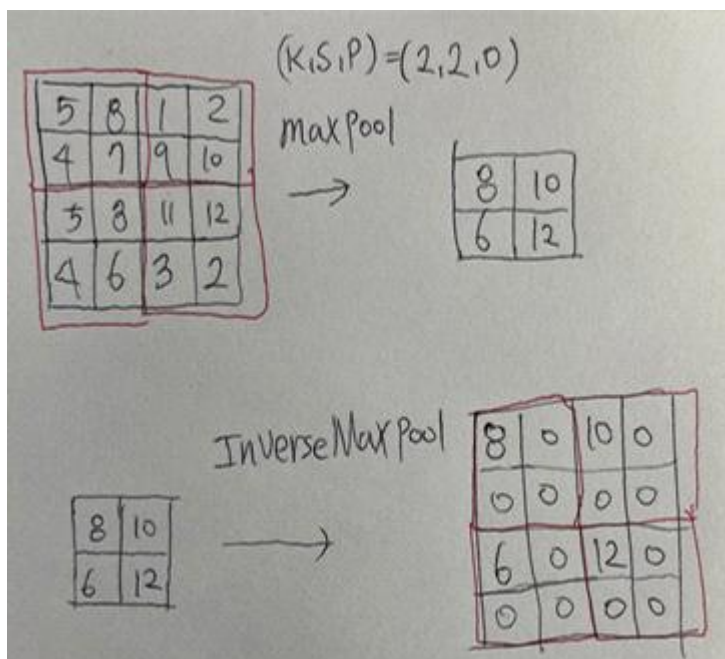 (K,S,P)=(2,2,0)
maxpool
5 8 1 2
4 7 9 10
5 3 11 12
4 6 3 2
8 10
6 12
InverseMaxpool
8 10
6 12
8 0 10 0
0 0 0 0
6 0 12 0
0 0 0 0